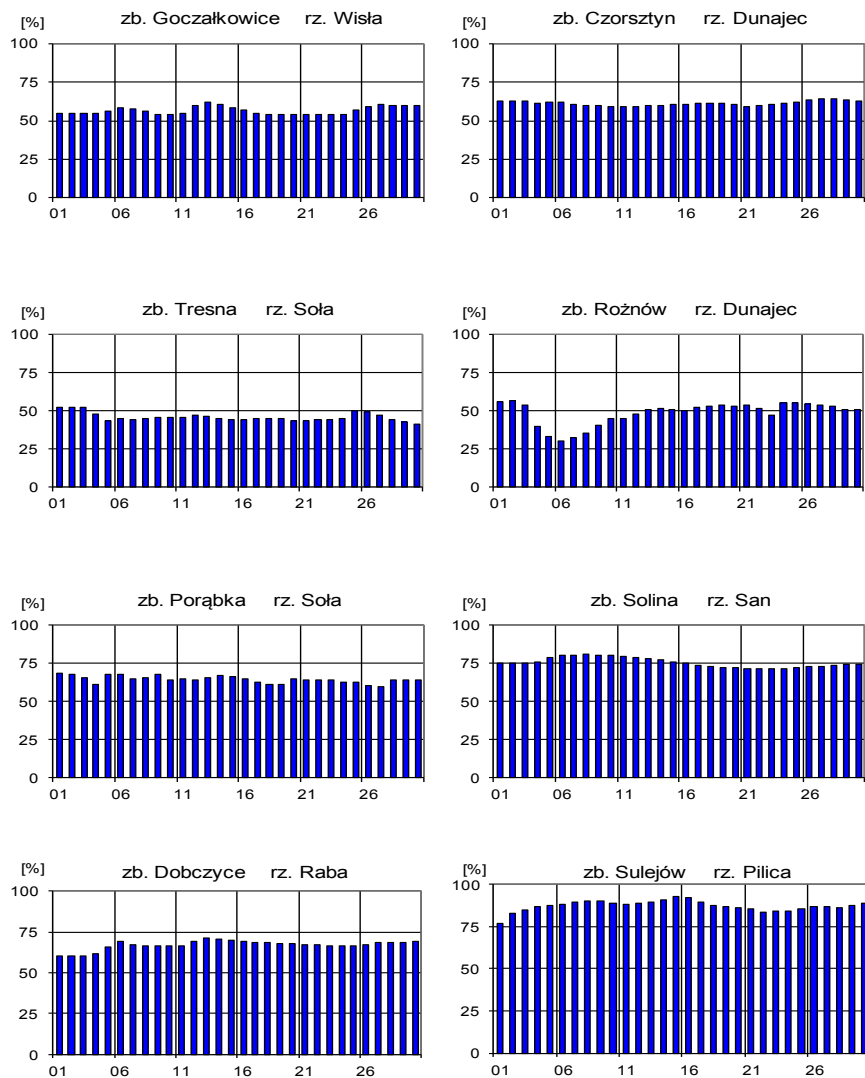 [%] zb. Goczałkowice rz. Wisła
100
75
50
25
0
01 06 11 16 21 26
[%] zb. Czorsztyn rz. Dunajec
100
75
50
25
0
01 06 11 16 21 26
[%] zb. Tresna rz. Soła
100
75
50
25
0
01 06 11 16 21 26
[%] zb. Rożnów rz. Dunajec
100
75
50
25
0
01 06 11 16 21 26
[%] zb. Porąbka rz. Soła
100
75
50
25
0
01 06 11 16 21 26
[%] zb. Solina rz. San
100
75
50
25
0
01 06 11 16 21 26
[%] zb. Dobczyce rz. Raba
100
75
50
25
0
01 06 11 16 21 26
[%] zb. Sulejów rz. Pilica
100
75
50
25
0
01 06 11 16 21 26